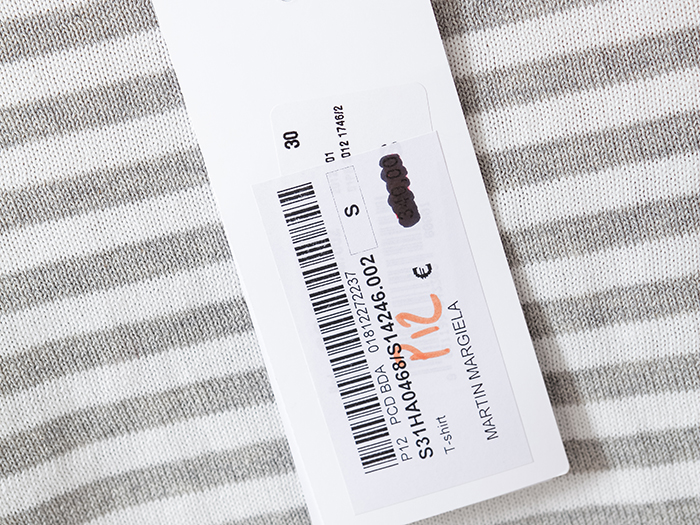 30
01
012 1746/2
S
P12 PCD BDA 01812272237
S31HA0468/S14246.002
P12
T-shirt
€
MARTIN MARGIELA